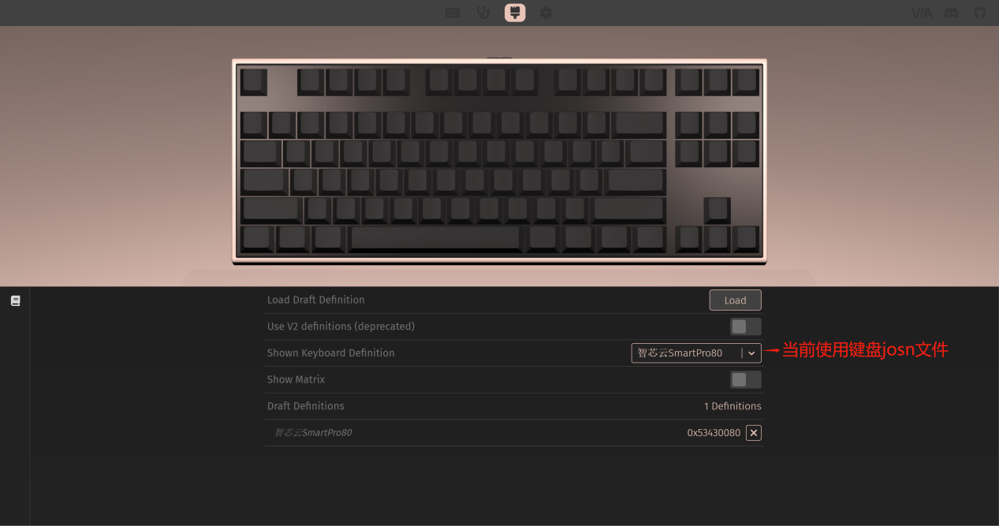 VIA
Load Draft Definition
Load
Use V2 definitions (deprecated)
Shown Keyboard Definition
智芯云SmartPro80
当前使用键盘josn文件
Show Matrix
Draft Definitions
1 Definitions
智芯云SmartPro80
0x53430080